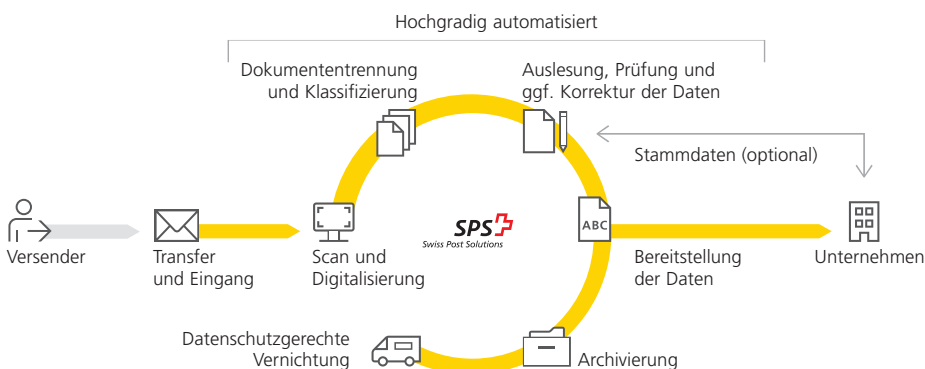 Hochgradig automatisiert
Dokumententrennung
und Klassifizierung
Auslesung, Prüfung und
ggf. Korrektur der Daten
Stammdaten (optional)
ABC
SPS
Swiss Post Solutions
Versender
Transfer
und Eingang
Scan und
Digitalisierung
Bereitstellung
der Daten
Unternehmen
Datenschutzgerechte
Vernichtung
Archivierung